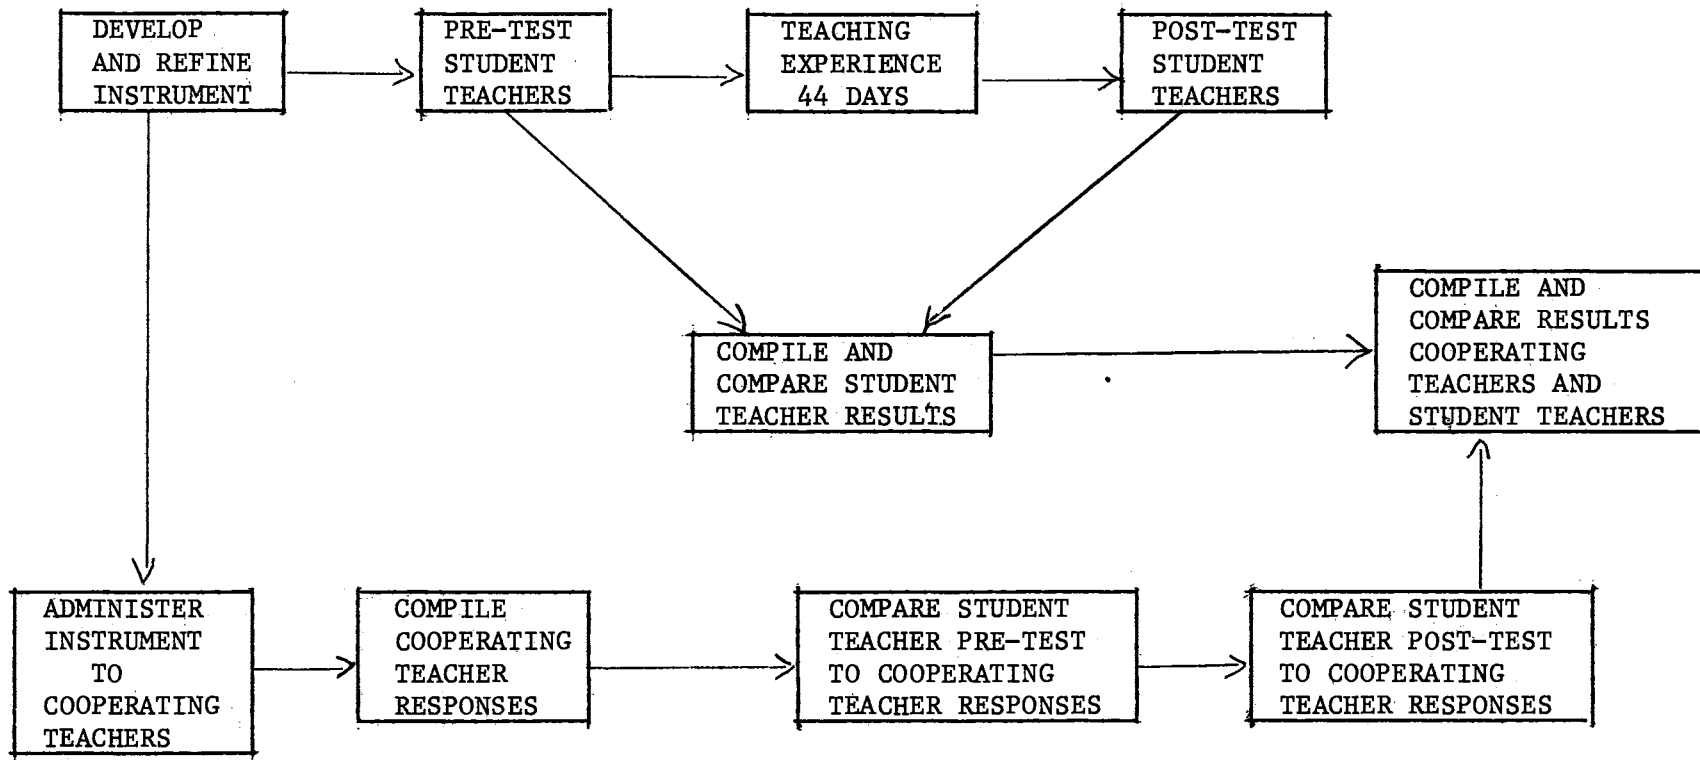 DEVELOP
AND REFINE
INSTRUMENT
PRE-TEST
STUDENT
TEACHERS
TEACHING
EXPERIENCE
44 DAYS
POST-TEST
STUDENT
TEACHERS
COMPILE AND
COMPARE STUDENT
TEACHER RESULTS
COMPILE AND
COMPARE RESULTS
COOPERATING
TEACHERS AND
STUDENT TEACHERS
ADMINISTER
INSTRUMENT
TO
COOPERATING
TEACHERS
COMPILE
COOPERATING
TEACHER
RESPONSES
COMPARE STUDENT
TEACHER PRE-TEST
TO COOPERATING
TEACHER RESPONSES
COMPARE STUDENT
TEACHER POST-TEST
TO COOPERATING
TEACHER RESPONSES